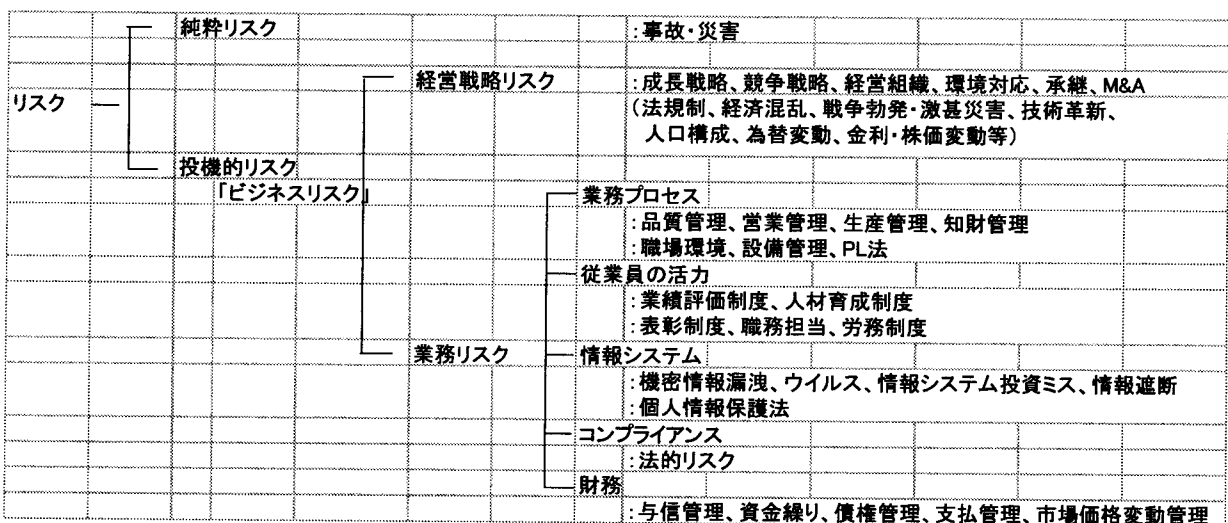 純粋リスク :事故・災害
経営戦略リスク :成長戦略、競争戦略、経営組織、環境対応、承継、M&A
リスク (法規制、経済混乱、戦争勃発・激甚災害、技術革新、
人口構成、為替変動、金利・株価変動等)
投機的リスク
「ビジネスリスク」 業務プロセス
:品質管理、営業管理、生産管理、知財管理
:職場環境、設備管理、PL法
従業員の活力
:業績評価制度、人材育成制度
:表彰制度、職務担当、労務制度
業務リスク 情報システム
:機密情報漏洩、ウイルス、情報システム投資ミス、情報遮断
:個人情報保護法
コンプライアンス
:法的リスク
財務
:与信管理、資金繰り、債権管理、支払管理、市場価格変動管理